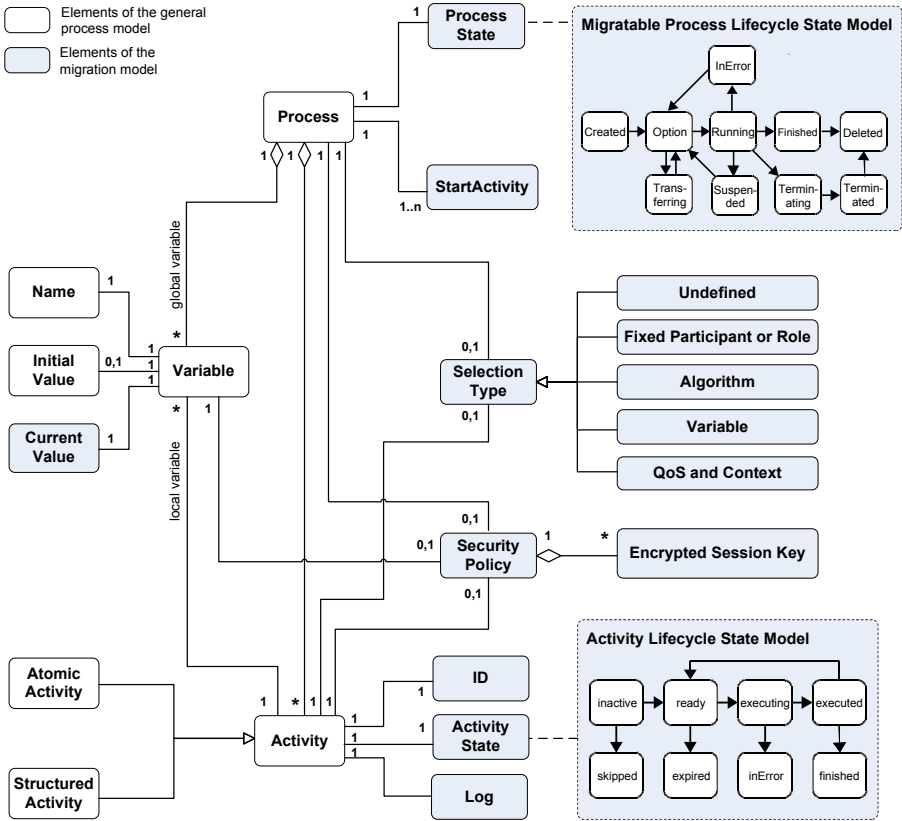 Elements of the general
process model
Elements of the
migration model
1
Process
State
Migratable Process Lifecycle State Model
InError
Created
Option
Running
Finished
Deleted
Trans-
ferring
Suspen-
ded
Termin-
ating
Termin-
ated
1
Process
1
1
1
1
1
StartActivity
1..n
global variable
*
Name
1
Initial
Value
0,1
Current
Value
1
1
1
1
Variable
*
1
local variable
0,1
Selection
Type
0,1
Undefined
Fixed Participant or Role
Algorithm
Variable
QoS and Context
0,1
0,1
Security
Policy
0,1
1
*
Encrypted Session Key
Atomic
Activity
Structured
Activity
1
*
1
1
Activity
1
1
1
ID
1
Activity
State
1
Log
Activity Lifecycle State Model
inactive
ready
executing
executed
skipped
expired
inError
finished